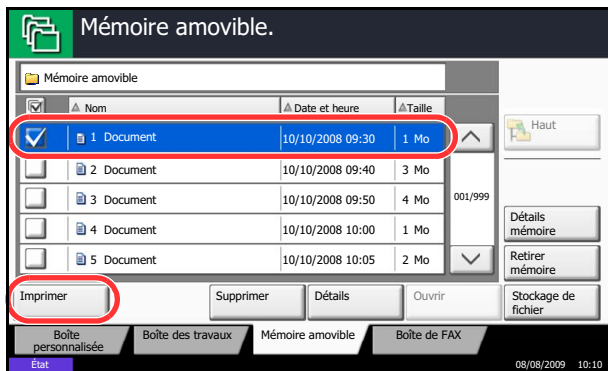 Mémoire amovible.
Mémoire amovible
Nom Date et heure Taille
1 Document 10/10/2008 09:30 1 Mo
Haut
2 Document 10/10/2008 09:40 3 Mo
3 Document 10/10/2008 09:50 4 Mo
001/999
4 Document 10/10/2008 10:00 1 Mo
Détails
mémoire
5 Document 10/10/2008 10:05 2 Mo
Retirer
mémoire
Imprimer Supprimer Détails Ouvrir
Stockage de
fichier
Boîte
personnalisée
Boîte des travaux Mémoire amovible Boîte de FAX
État 08/08/2009 10:10